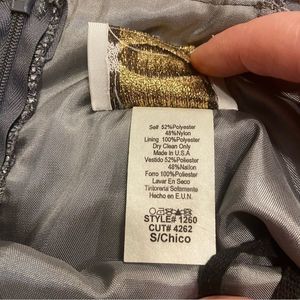 Self 52%Polyester
48%Nylon
Lining 100%Polyester
Dry Clean Only
Made in U.S.A
Vestido 52%Poliester
48%Nailon
Forro 100%Poliester
Lavar En Seco
Tintoreria Solamente
Hecho en E.U.N.
STYLE# 1260
CUT# 4262
S/Chico